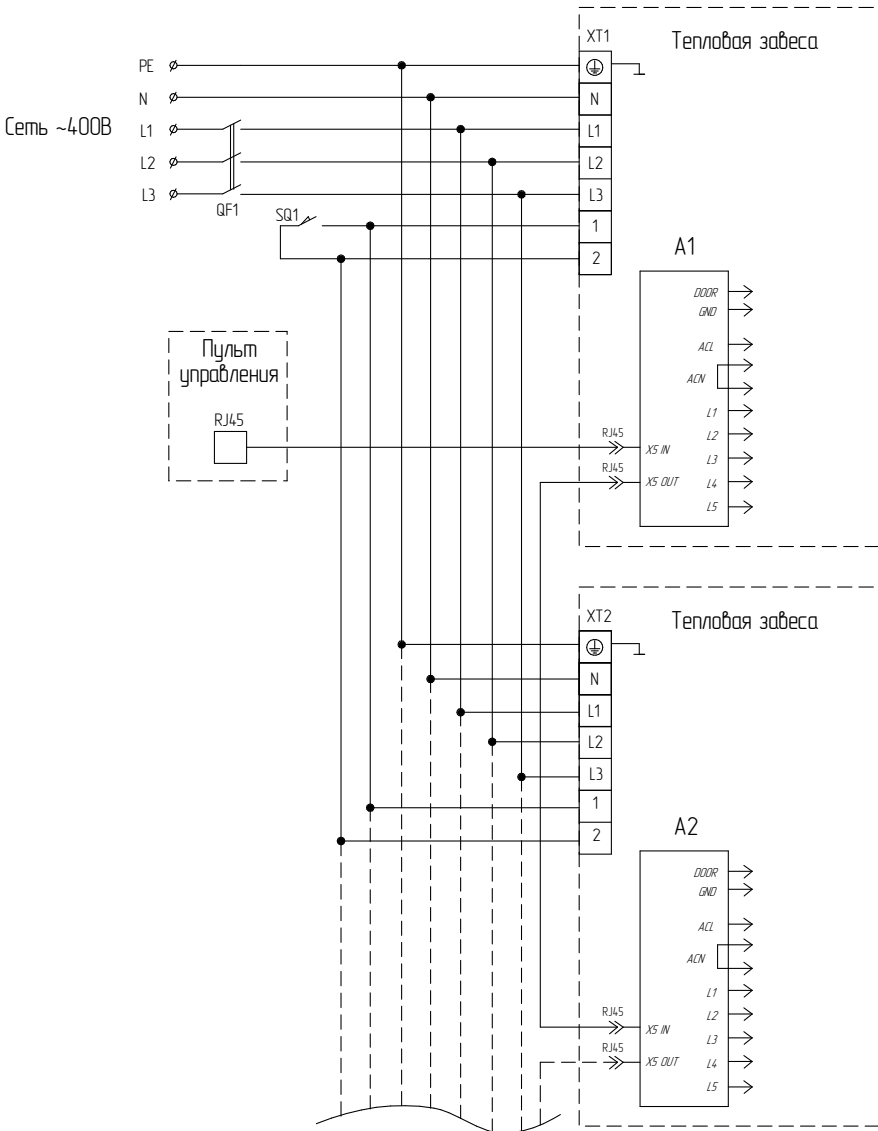 XT1
Тепловая завеса
PE
N
N
Сеть ~400В
L1
L1
L2
L2
L3
L3
QF1
SQ1
1
2
A1
DOOR
GND
ACL
ACN
L1
L2
L3
L4
L5
Пульт
управления
RJ45
RJ45
X5 IN
RJ45
X5 OUT
XT2
Тепловая завеса
N
L1
L2
L3
1
2
A2
DOOR
GND
ACL
ACN
L1
L2
L3
L4
L5
RJ45
X5 IN
RJ45
X5 OUT